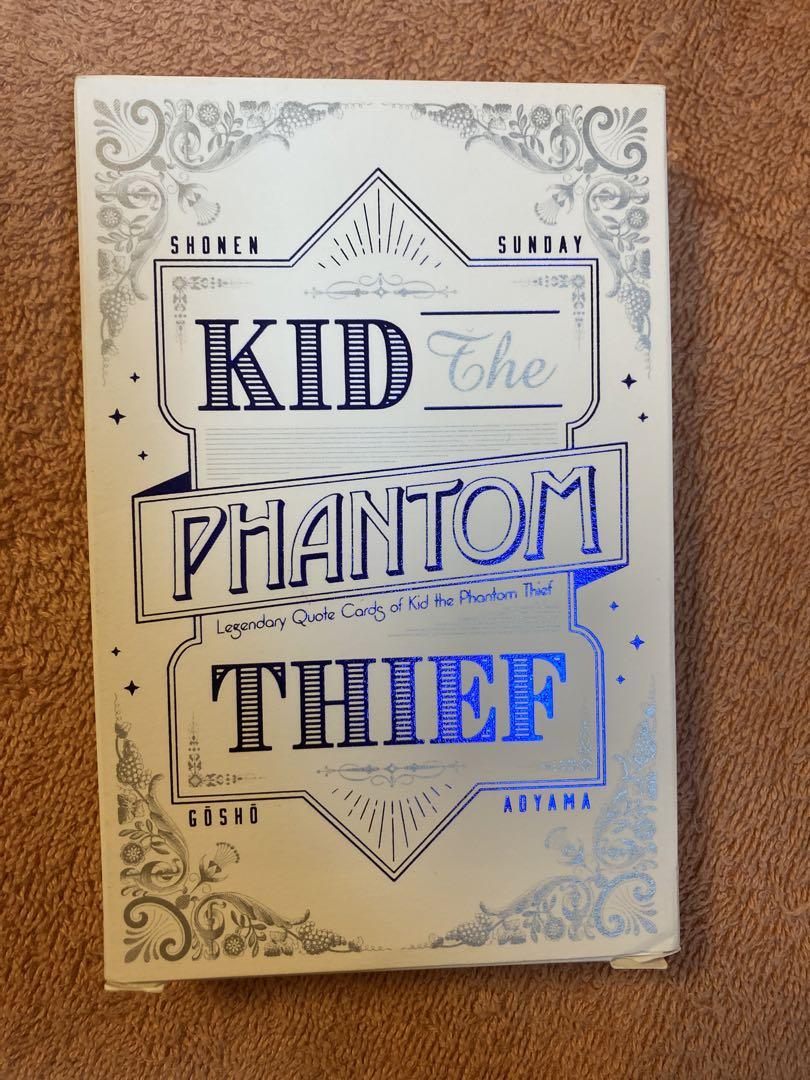 SHONEN SUNDAY
KID The
PHANTOM
Legendary Quote Cards of Kid the Phantom Thief
THIEF
GŌSHŌ AOYAMA